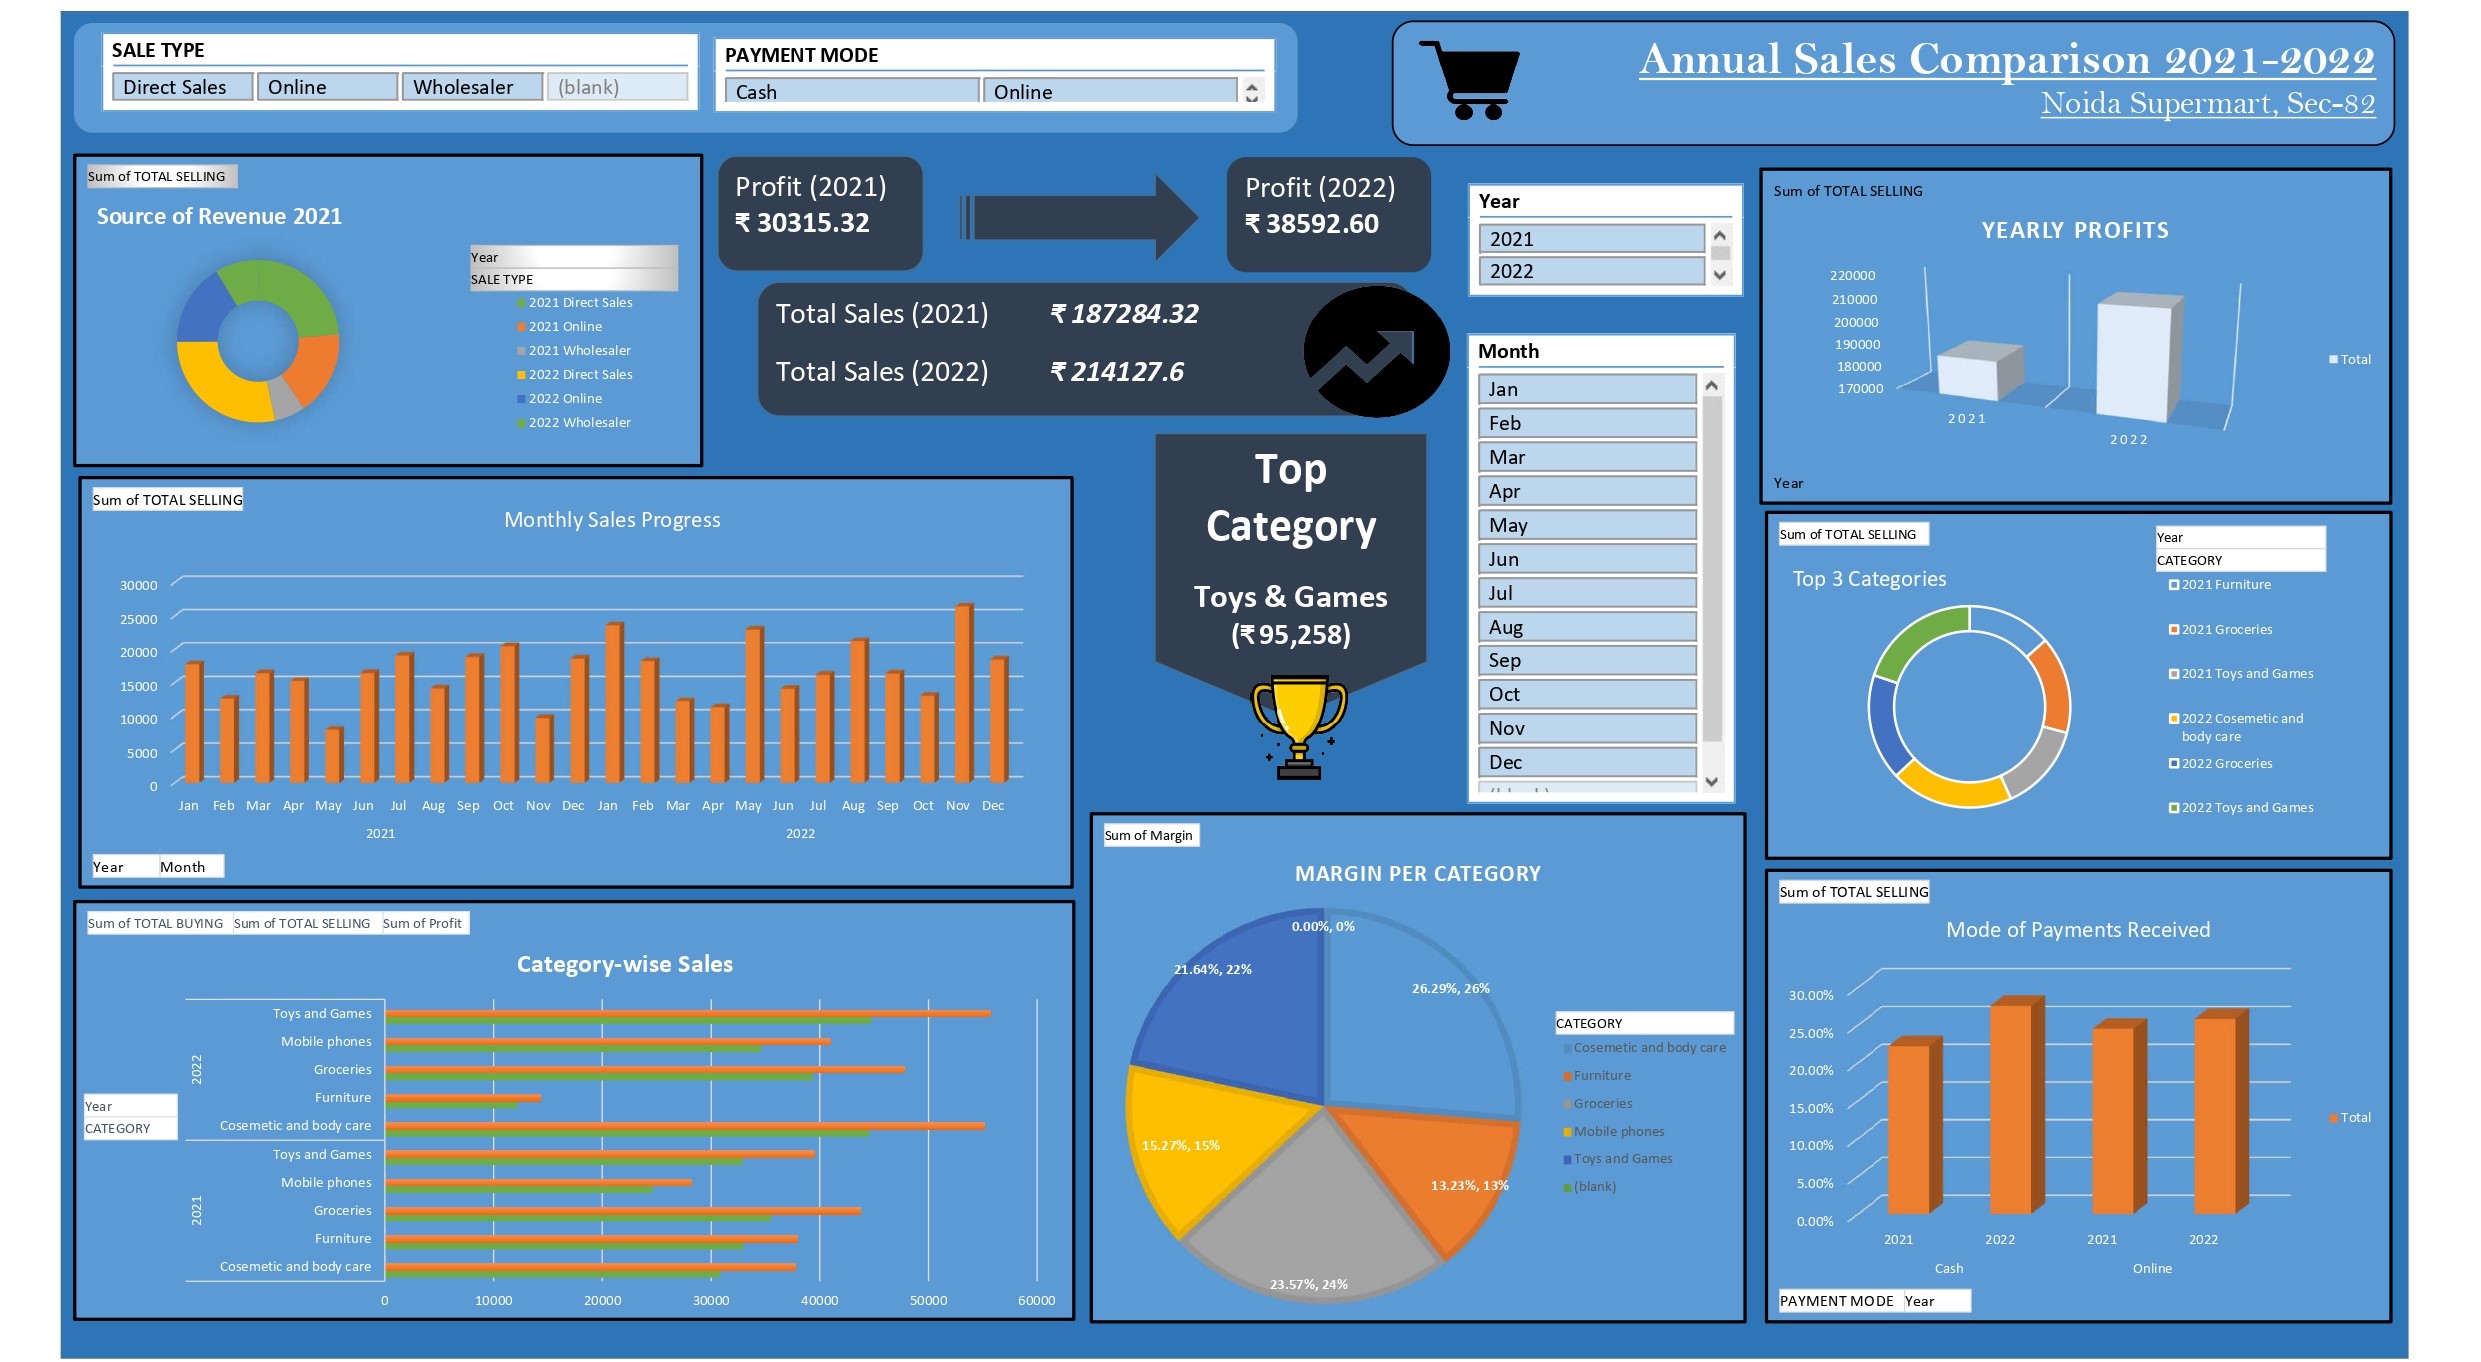 SALE TYPE
Direct Sales
Online
Wholesaler
(blank)
PAYMENT MODE
Cash
Online
Annual Sales Comparison 2021-2022
Noida Supermart, Sec-82
Sum of TOTAL SELLING
Source of Revenue 2021
Year
SALE TYPE
2021 Direct Sales
2021 Online
2021 Wholesaler
2022 Direct Sales
2022 Online
2022 Wholesaler
Profit (2021)
₹ 30315.32
Profit (2022)
₹ 38592.60
Total Sales (2021) ₹ 187284.32
Total Sales (2022) ₹ 214127.6
Top
Category
Toys & Games
(₹ 95,258)
Year
2021
2022
Month
Jan
Feb
Mar
Apr
May
Jun
Jul
Aug
Sep
Oct
Nov
Dec
(blank)
Sum of TOTAL SELLING
YEARLY PROFITS
220000
210000
200000
190000
180000
170000
2021
2022
Total
Year
Sum of TOTAL SELLING
Monthly Sales Progress
30000
25000
20000
15000
10000
5000
0
Jan Feb Mar Apr May Jun Jul Aug Sep Oct Nov Dec Jan Feb Mar Apr May Jun Jul Aug Sep Oct Nov Dec
2021 2022
Year Month
Sum of TOTAL SELLING
Top 3 Categories
Year
CATEGORY
2021 Furniture
2021 Groceries
2021 Toys and Games
2022 Cosemetic and
body care
2022 Groceries
2022 Toys and Games
Sum of TOTAL BUYING Sum of TOTAL SELLING Sum of Profit
Category-wise Sales
Year
CATEGORY
2022
Toys and Games
Mobile phones
Groceries
Furniture
Cosemetic and body care
2021
Toys and Games
Mobile phones
Groceries
Furniture
Cosemetic and body care
0 10000 20000 30000 40000 50000 60000
Sum of Margin
MARGIN PER CATEGORY
0.00%, 0%
21.64%, 22%
26.29%, 26%
15.27%, 15%
13.23%, 13%
23.57%, 24%
CATEGORY
Cosemetic and body care
Furniture
Groceries
Mobile phones
Toys and Games
(blank)
Sum of TOTAL SELLING
Mode of Payments Received
30.00%
25.00%
20.00%
15.00%
10.00%
5.00%
0.00%
2021 2022 2021 2022
Cash Online
Total
PAYMENT MODE Year